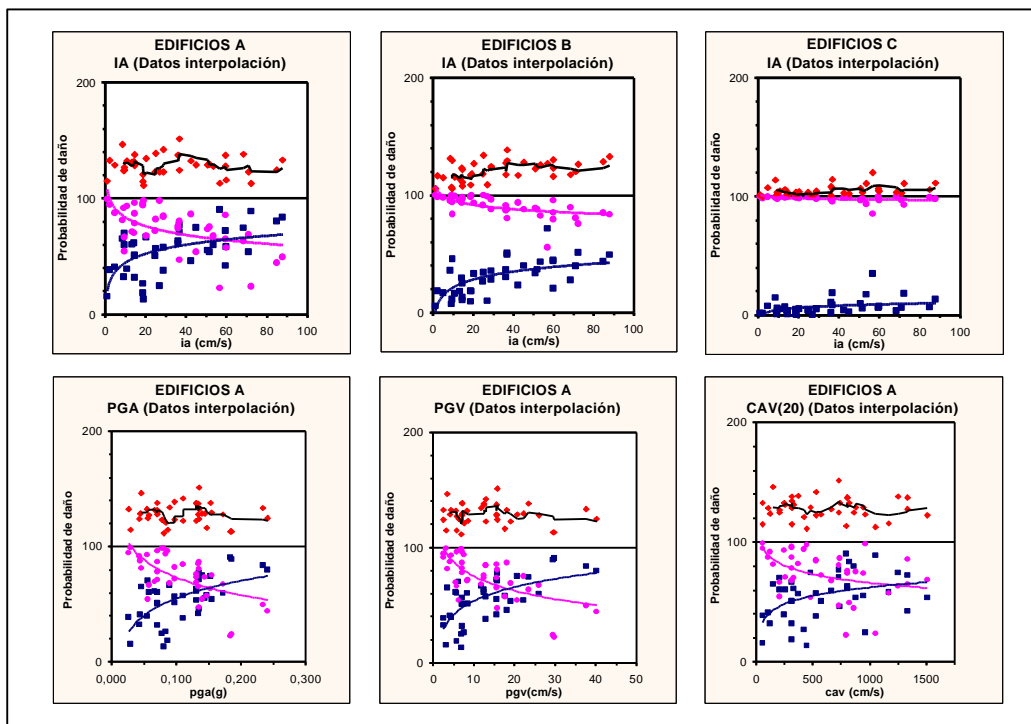 EDIFICIOS A
IA (Datos interpolación)
200
100
0
0 20 40 60 80 100
ia (cm/s)
Probabilidad de daño
EDIFICIOS B
IA (Datos interpolación)
200
100
0
0 20 40 60 80 100
ia (cm/s)
Probabilidad de daño
EDIFICIOS C
IA (Datos interpolación)
200
100
0
0 20 40 60 80 100
ia (cm/s)
Probabilidad de daño
EDIFICIOS A
PGA (Datos interpolación)
200
100
0
0,000 0,100 0,200 0,300
pga(g)
Probabilidad de daño
EDIFICIOS A
PGV (Datos interpolación)
200
100
0
0 10 20 30 40 50
pgv(cm/s)
Probabilidad de daño
EDIFICIOS A
CAV(20) (Datos interpolación)
200
100
0
0 500 1000 1500
cav (cm/s)
Probabilidad de daño